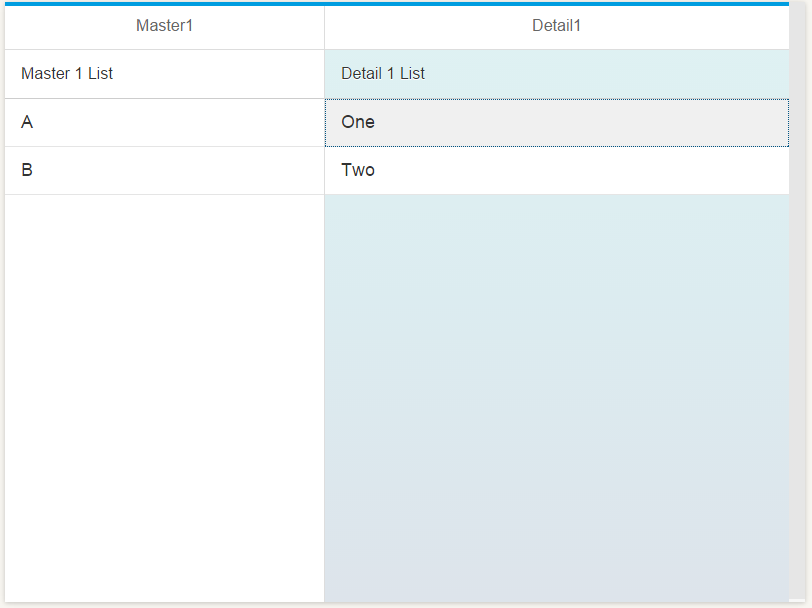 Master1
Detail1
Master 1 List
Detail 1 List
A
One
B
Two